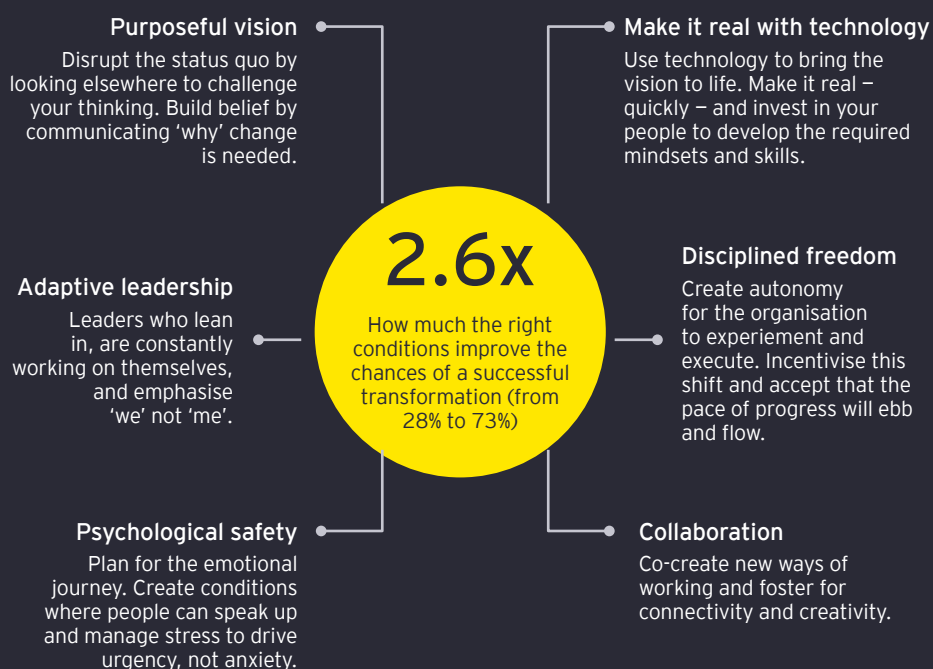 Purposeful vision
Disrupt the status quo by
looking elsewhere to challenge
your thinking. Build belief by
communicating ‘why’ change
is needed.
Make it real with technology
Use technology to bring the
vision to life. Make it real –
quickly – and invest in your
people to develop the required
mindsets and skills.
2.6x
How much the right
conditions improve the
chances of a successful
transformation (from
28% to 73%)
Adaptive leadership
Leaders who lean
in, are constantly
working on themselves,
and emphasise
‘we’ not ‘me’.
Disciplined freedom
Create autonomy
for the organisation
to experiement and
execute. Incentivise this
shift and accept that the
pace of progress will ebb
and flow.
Psychological safety
Plan for the emotional
journey. Create conditions
where people can speak up
and manage stress to drive
urgency, not anxiety.
Collaboration
Co-create new ways of
working and foster for
connectivity and creativity.